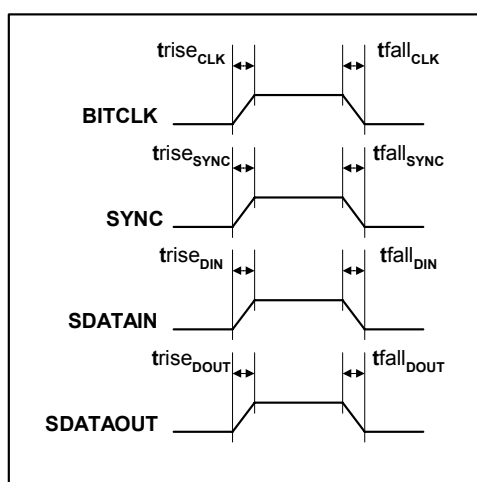 triseCLK tfallCLK
BITCLK
triseSYNC tfallSYNC
SYNC
triseDIN tfallDIN
SDATAIN
triseDOUT tfallDOUT
SDATAOUT